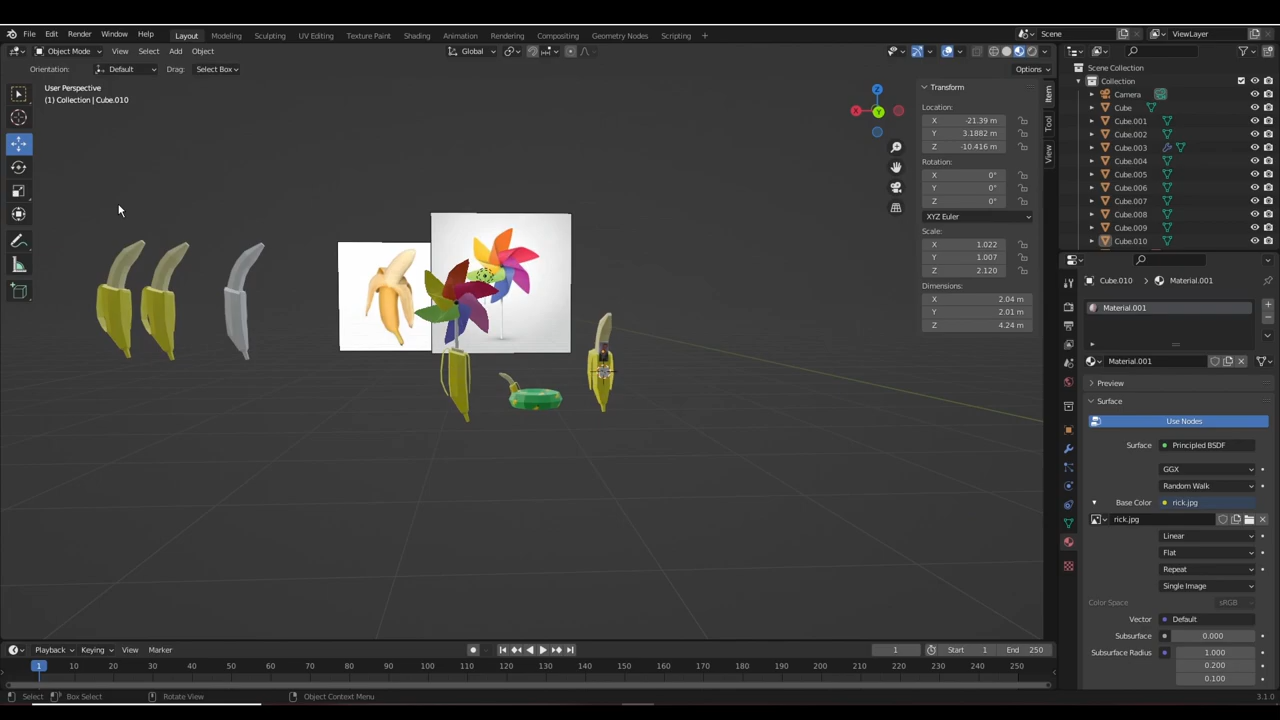 File Edit Render Window Help Layout Modeling Sculpting UV Editing Texture Paint Shading Animation Rendering Compositing Geometry Nodes Scripting + Scene ViewLayer
Object Mode View Select Add Object Global
Orientation: Default Drag: Select Box Options
User Perspective
(1) Collection | Cube.010
Transform
Location:
X -21.39 m
Y 3.1882 m
Z -10.416 m
Rotation:
X 0°
Y 0°
Z 0°
XYZ Euler
Scale:
X 1.022
Y 1.007
Z 2.120
Dimensions:
X 2.04 m
Y 2.01 m
Z 4.24 m
Item
Tool
View
X
Y
Z
Scene Collection
Collection
Camera
Cube
Cube.001
Cube.002
Cube.003
Cube.004
Cube.005
Cube.006
Cube.007
Cube.008
Cube.009
Cube.010
Cube.010 Material.001
Material.001
Material.001
Preview
Surface
Use Nodes
Surface Principled BSDF
GGX
Random Walk
Base Color rick.jpg
rick.jpg
Linear
Flat
Repeat
Single Image
Color Space sRGB
Vector Default
Subsurface 0.000
Subsurface Radius 1.000
0.200
0.100
Playback Keying View Marker 1 Start 1 End 250
1 10 20 30 40 50 60 70 80 90 100 110 120 130 140 150 160 170 180 190 200 210 220 230 240 250
Select Box Select Rotate View Object Context Menu 3.1.0